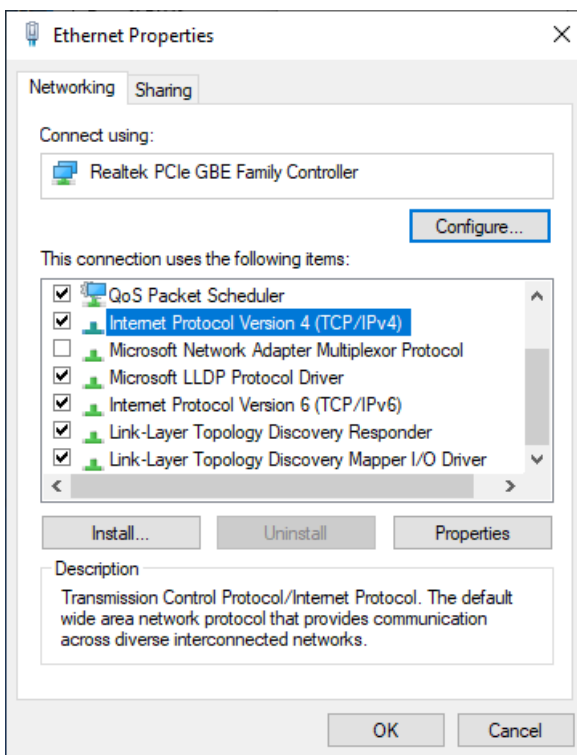 Ethernet Properties
Networking
Sharing
Connect using:
Realtek PCIe GBE Family Controller
Configure...
This connection uses the following items:
QoS Packet Scheduler
Internet Protocol Version 4 (TCP/IPv4)
Microsoft Network Adapter Multiplexor Protocol
Microsoft LLDP Protocol Driver
Internet Protocol Version 6 (TCP/IPv6)
Link-Layer Topology Discovery Responder
Link-Layer Topology Discovery Mapper I/O Driver
Install...
Uninstall
Properties
Description
Transmission Control Protocol/Internet Protocol. The default
wide area network protocol that provides communication
across diverse interconnected networks.
OK
Cancel